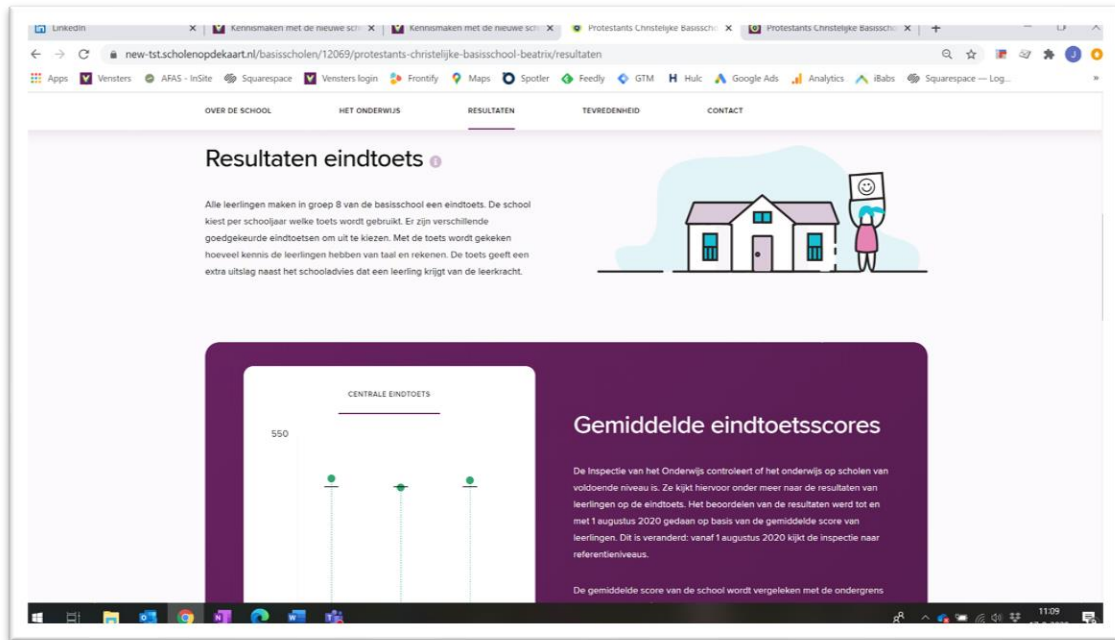 LinkedIn
Kennismaken met de nieuwe sch
Kennismaken met de nieuwe sch
Protestants Christelijke Basissch
Protestants Christelijke Basissch
new-tst.scholenopdekaart.nl/basisscholen/12069/protestants-christelijke-basisschool-beatrix/resultaten
Apps Vensters AFAS - InSite Squarespace Vensters login Frontify Maps Spotler Feedly GTM Hulc Google Ads Analytics iBabs Squarespace — Log...
OVER DE SCHOOL HET ONDERWIJS RESULTATEN TEVREDENHEID CONTACT
Resultaten eindtoets
Alle leerlingen maken in groep 8 van de basisschool een eindtoets. De school
kiest per schooljaar welke toets wordt gebruikt. Er zijn verschillende
goedgekeurde eindtoetsen om uit te kiezen. Met de toets wordt gekeken
hoeveel kennis de leerlingen hebben van taal en rekenen. De toets geeft een
extra uitslag naast het schooladvies dat een leerling krijgt van de leerkracht.
CENTRALE EINDTOETS
550
Gemiddelde eindtoetsscores
De Inspectie van het Onderwijs controleert of het onderwijs op scholen van
voldoende niveau is. Ze kijkt hiervoor onder meer naar de resultaten van
leerlingen op de eindtoets. Het beoordelen van de resultaten werd tot en
met 1 augustus 2020 gedaan op basis van de gemiddelde score van
leerlingen. Dit is veranderd: vanaf 1 augustus 2020 kijkt de inspectie naar
referentieniveaus.
De gemiddelde score van de school wordt vergeleken met de ondergrens
11:09